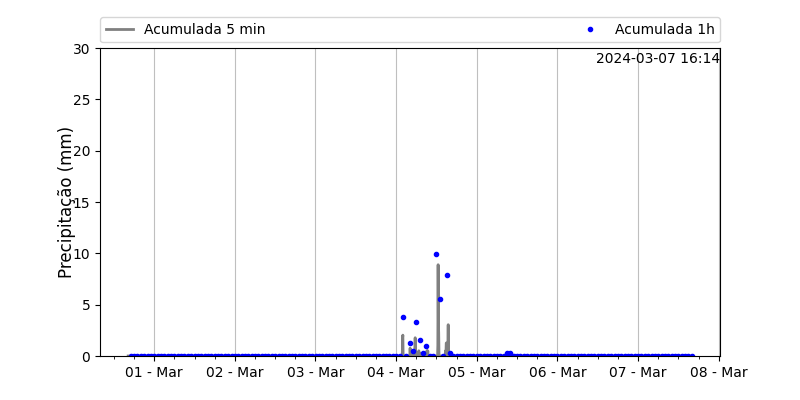 Acumulada 5 min
Acumulada 1h
2024-03-07 16:14
Precipitação (mm)
30
25
20
15
10
5
0
01 - Mar
02 - Mar
03 - Mar
04 - Mar
05 - Mar
06 - Mar
07 - Mar
08 - Mar